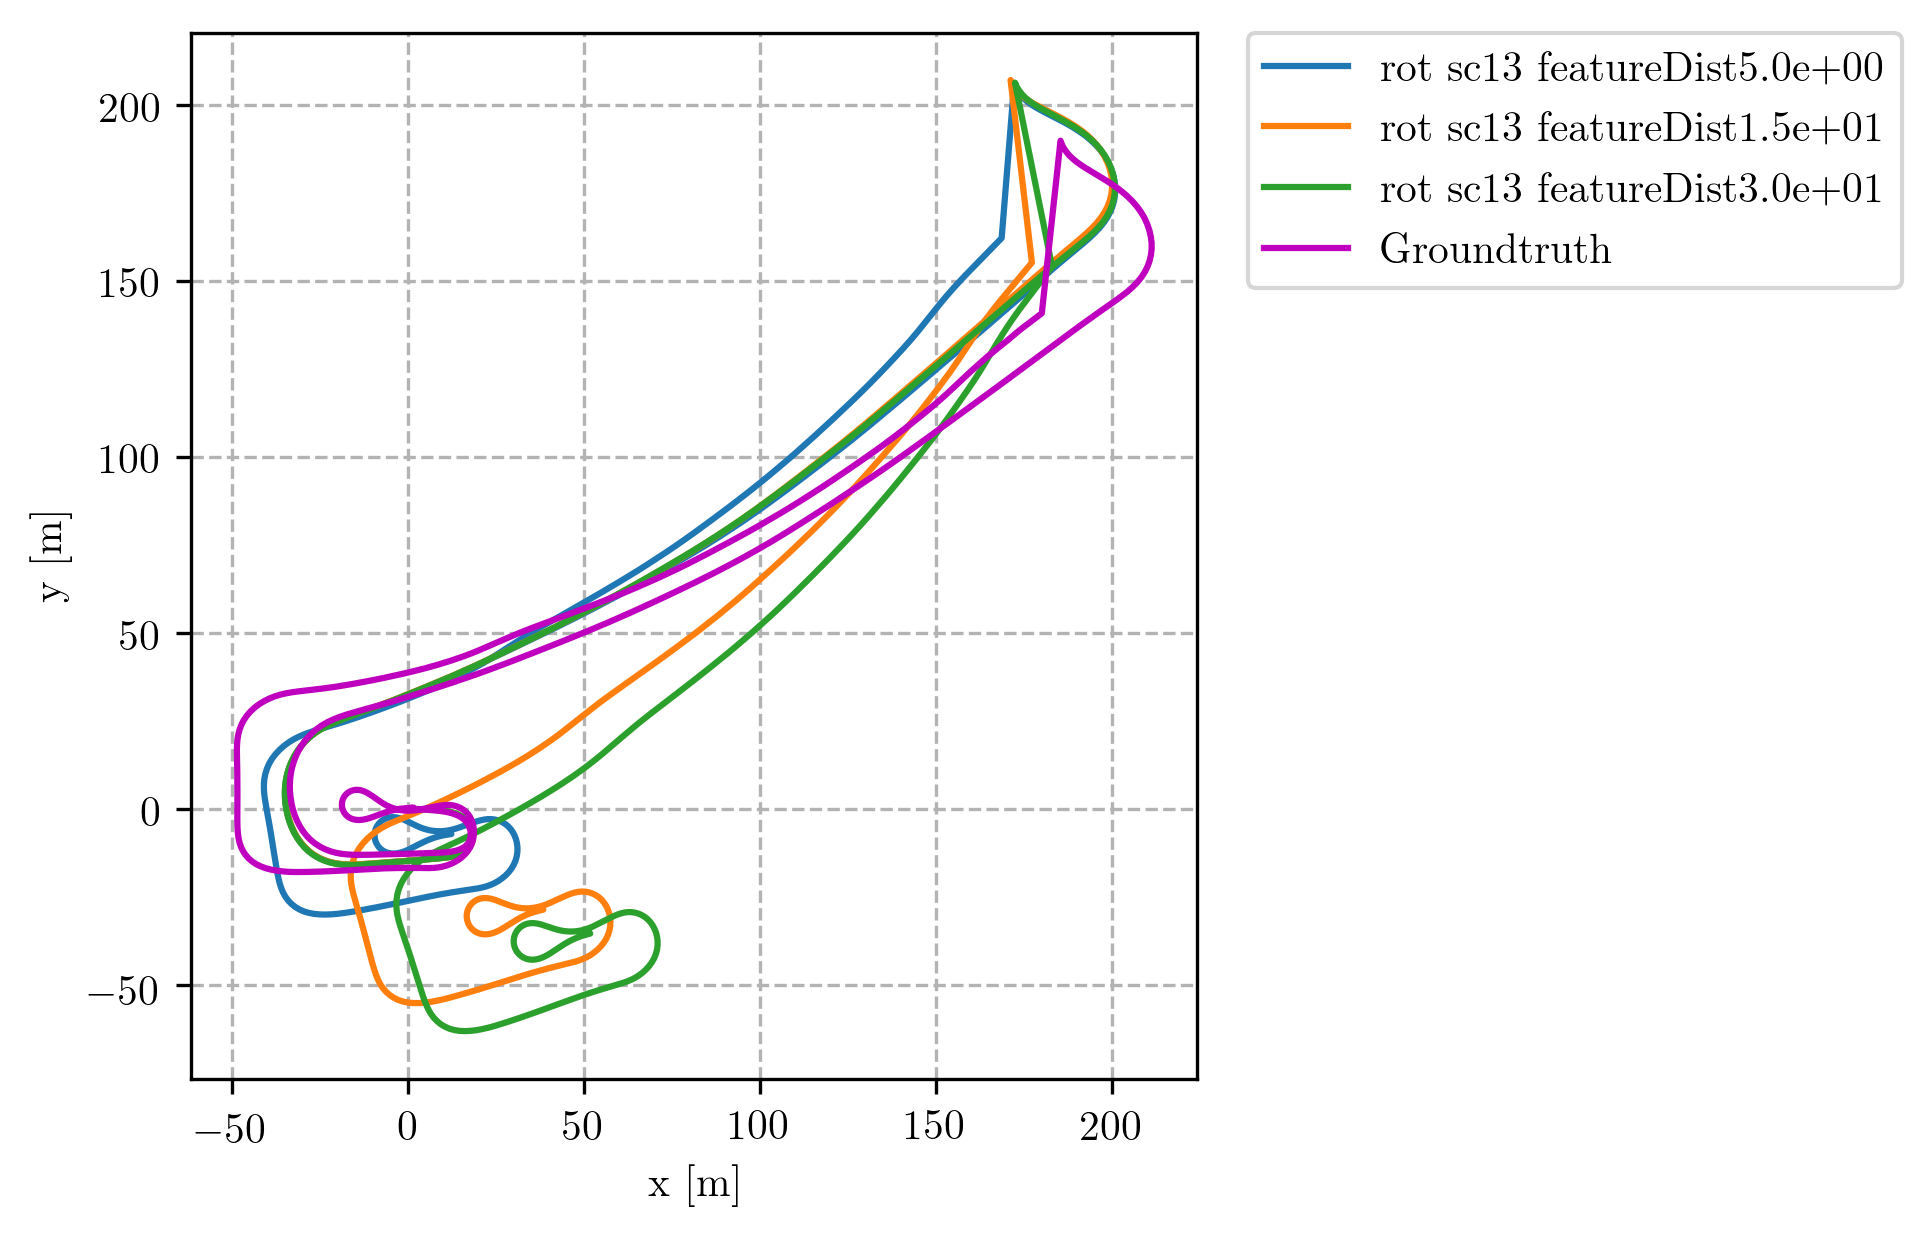 rot sc13 featureDist5.0e+00
rot sc13 featureDist1.5e+01
rot sc13 featureDist3.0e+01
Groundtruth
200
150
100
50
0
−50
y [m]
−50 0 50 100 150 200
x [m]